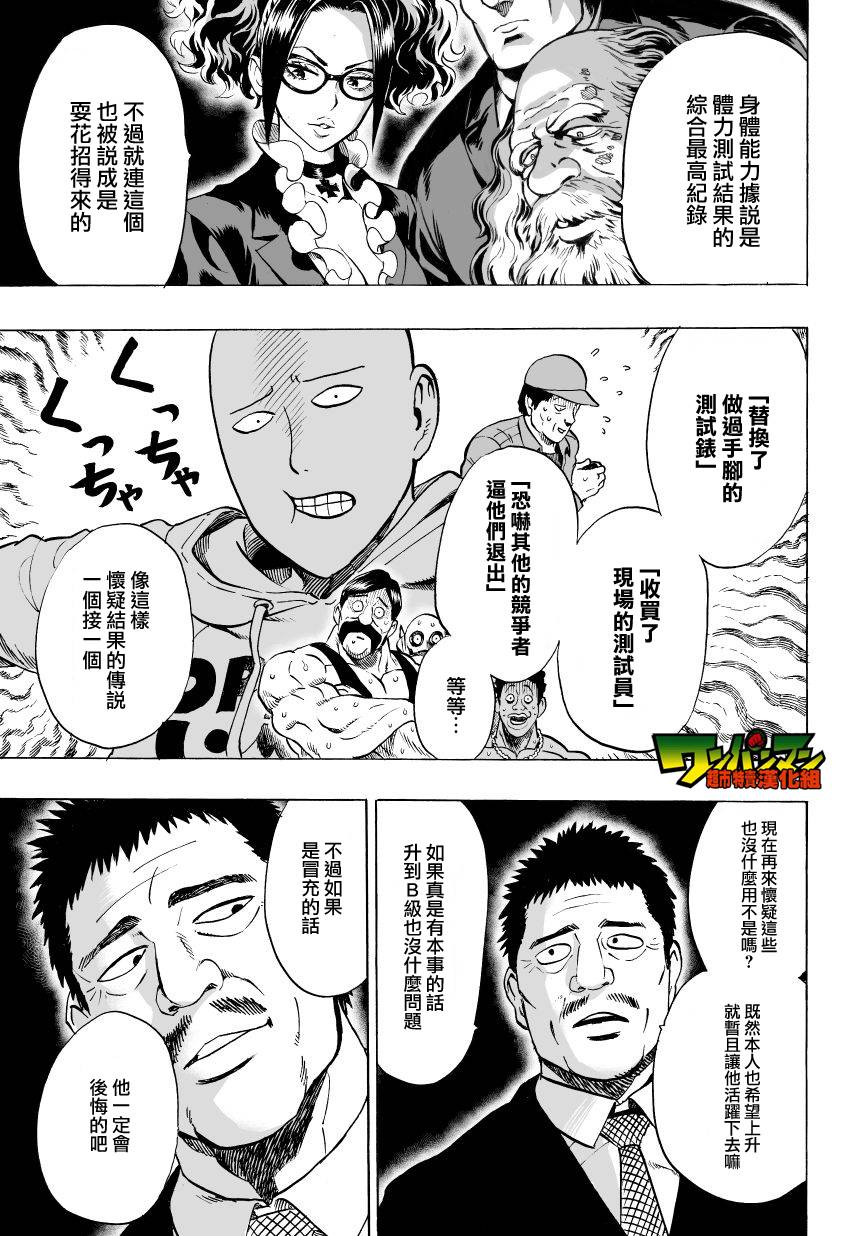 身體能力據說是
體力測試結果的
綜合最高紀錄
不過就連這個
也被說成是
耍花招得來的
「替換了
做過手腳的
測試錶」
「收買了
現場的測試員」
「恐嚇其他的競爭者
逼他們退出」
等等…
くっちゃ
くっちゃ
像這樣
懷疑結果的傳說
一個接一個
ワンパンマン
超市特賣漢化組
現在再來懷疑這些
也沒什麼用不是嗎？
既然本人也希望上升
就暫且讓他活躍下去嘛
如果真是有本事的話
升到B級也沒什麼問題
不過如果
是冒充的話
他一定會
後悔的吧